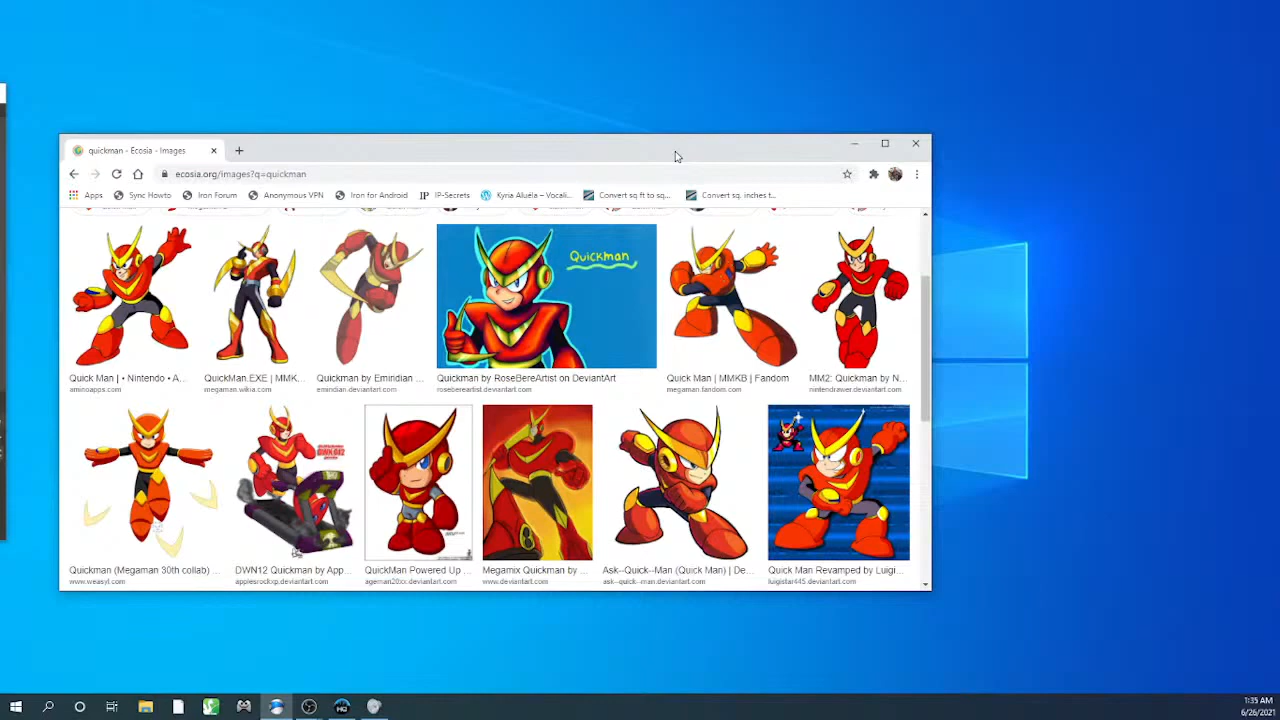 quickman - Ecosia - Images
ecosia.org/images?q=quickman
Apps Sync Howto Iron Forum Anonymous VPN Iron for Android IP-Secrets Kyria Aluëla – Vocali... Convert sq ft to sq... Convert sq. inches t...
Quickman
Quick Man | • Nintendo • A...
aminoapps.com
QuickMan.EXE | MMK...
megaman.wikia.com
Quickman by Emiridian ...
emiridian.deviantart.com
Quickman by RoseBereArtist on DeviantArt
rosebereartist.deviantart.com
Quick Man | MMKB | Fandom
megaman.fandom.com
MM2: Quickman by N...
nintendrawer.deviantart.com
Quickman (Megaman 30th collab) ...
www.weasyl.com
DWN12 Quickman by App...
applesrockxp.deviantart.com
QuickMan Powered Up ...
ageman20xx.deviantart.com
Megamix Quickman by ...
www.deviantart.com
Ask--Quick--Man (Quick Man) | De...
ask--quick--man.deviantart.com
Quick Man Revamped by Luigi...
luigistar445.deviantart.com
1:35 AM
6/26/2021